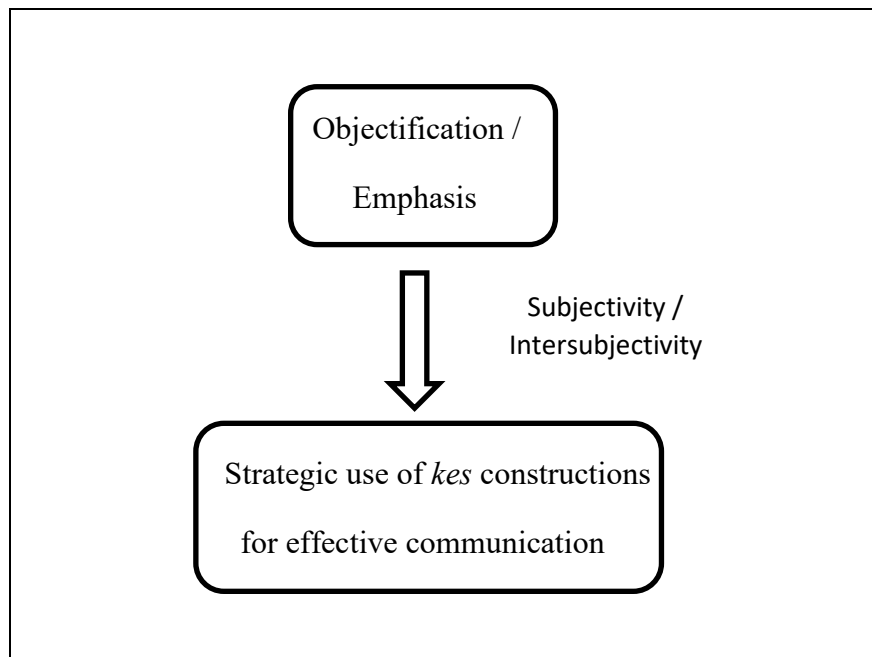 Objectification /
Emphasis
Subjectivity /
Intersubjectivity
Strategic use of kes constructions
for effective communication